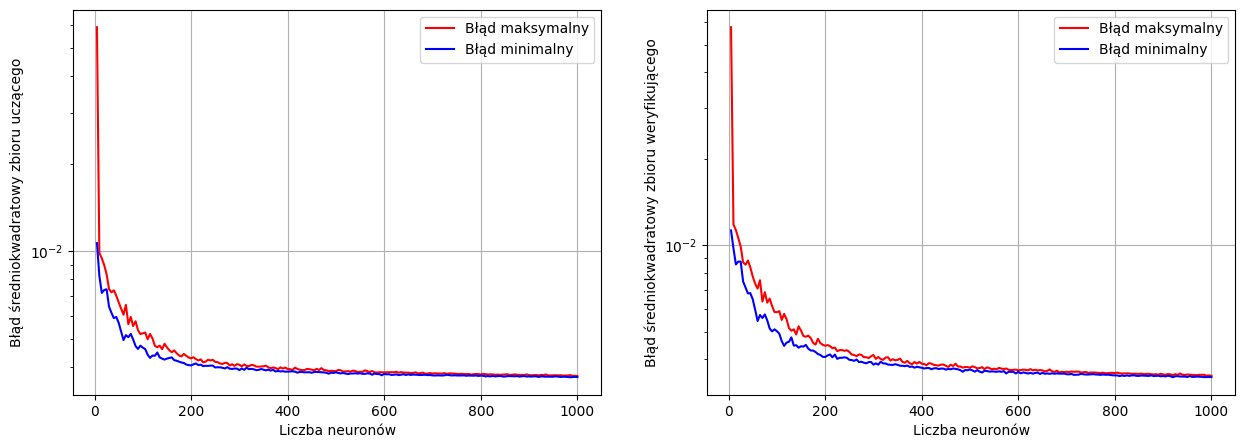 Błąd średniokwadratowy zbioru uczącego
10⁻²
Błąd maksymalny
Błąd minimalny
0 200 400 600 800 1000
Liczba neuronów
Błąd średniokwadratowy zbioru weryfikującego
10⁻²
Błąd maksymalny
Błąd minimalny
0 200 400 600 800 1000
Liczba neuronów